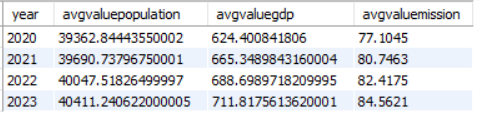 year avgvaluepopulation avgvaluegdp avgvaluemission
2020 39362.84443550002 624.400841806 77.1045
2021 39690.73796750001 665.3489843160004 80.7463
2022 40047.51826499997 688.6989718209995 82.4175
2023 40411.240622000005 711.8175613620001 84.5621